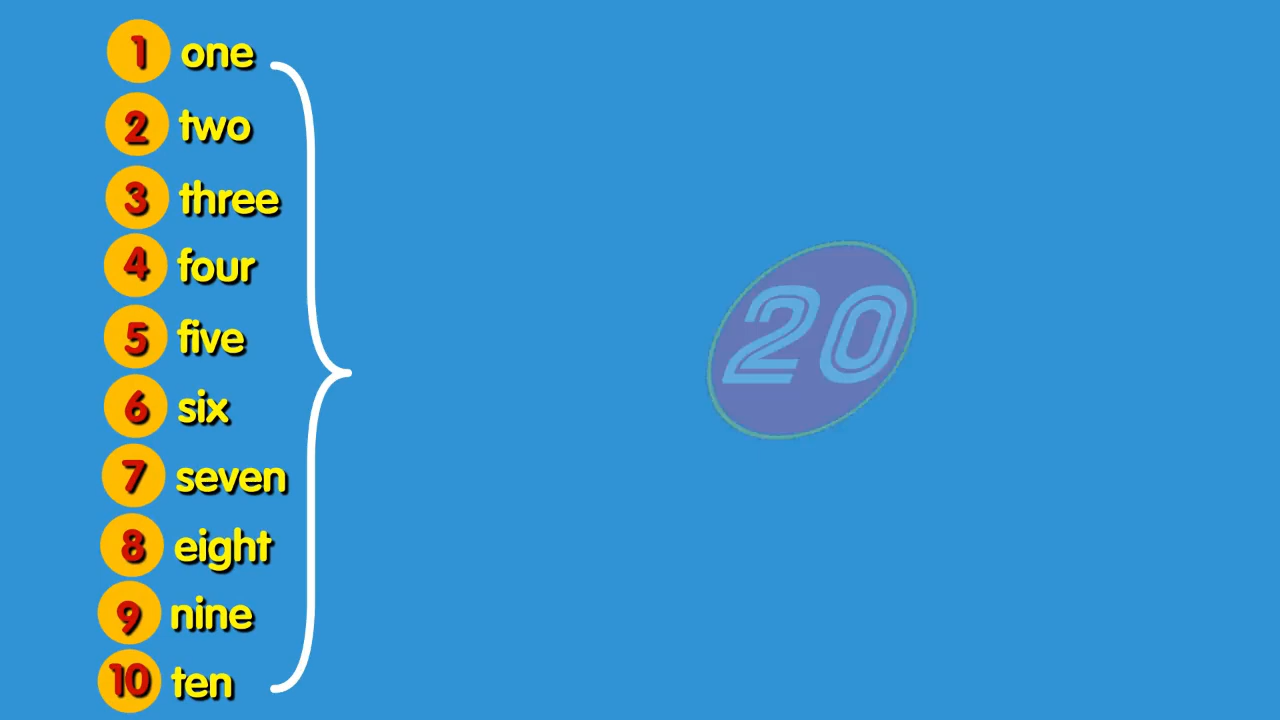 1 one
2 two
3 three
4 four
5 five
6 six
7 seven
8 eight
9 nine
10 ten
20